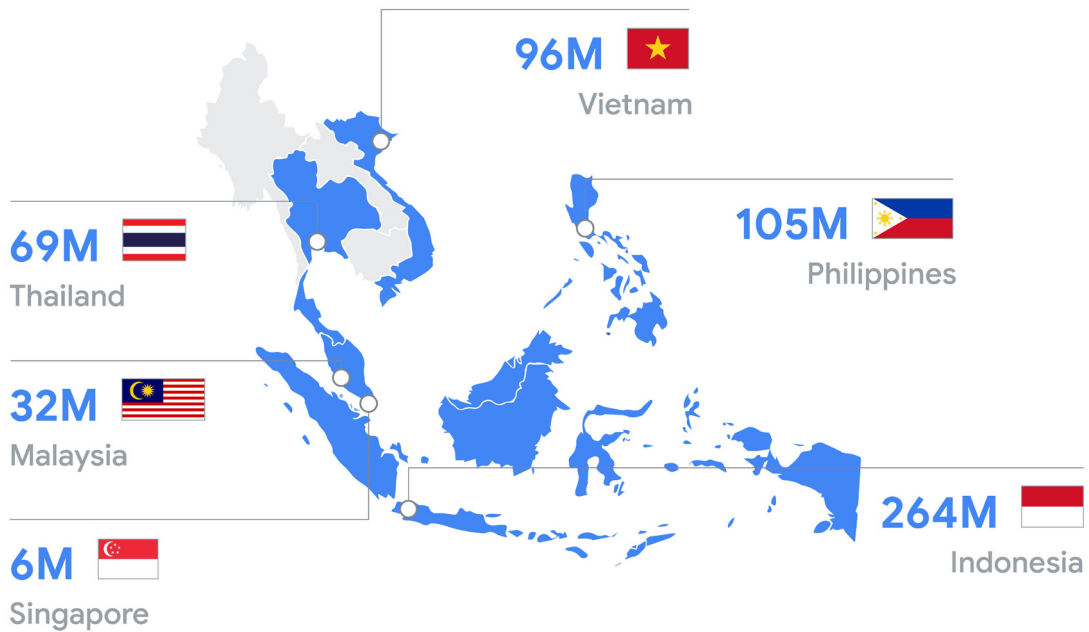 96M
Vietnam
105M
Philippines
69M
Thailand
32M
Malaysia
264M
Indonesia
6M
Singapore